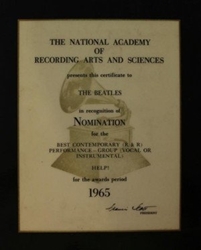 THE NATIONAL ACADEMY
OF
RECORDING ARTS AND SCIENCES
presents this certificate to
THE BEATLES
in recognition of
NOMINATION
for the
BEST CONTEMPORARY (R & R)
PERFORMANCE - GROUP (VOCAL OR
INSTRUMENTAL)
HELP!
for the awards period
1965
PRESIDENT